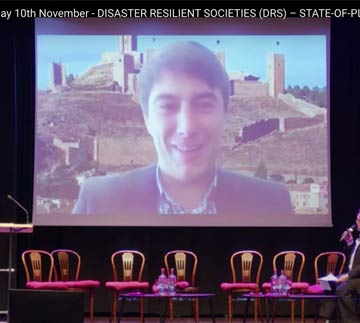 ay 10th November - DISASTER RESILIENT SOCIETIES (DRS) – STATE-OF-PL